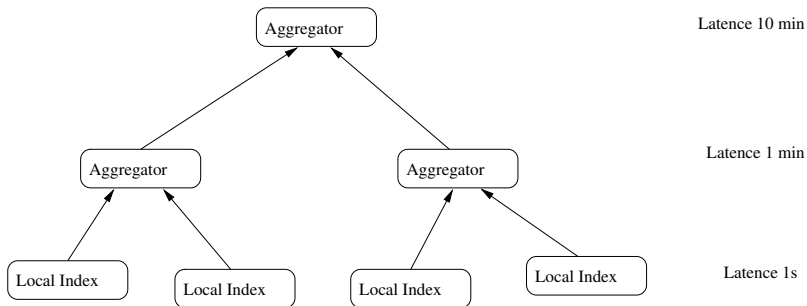 Aggregator
Latence 10 min
Aggregator
Aggregator
Latence 1 min
Local Index
Local Index
Local Index
Local Index
Latence 1s